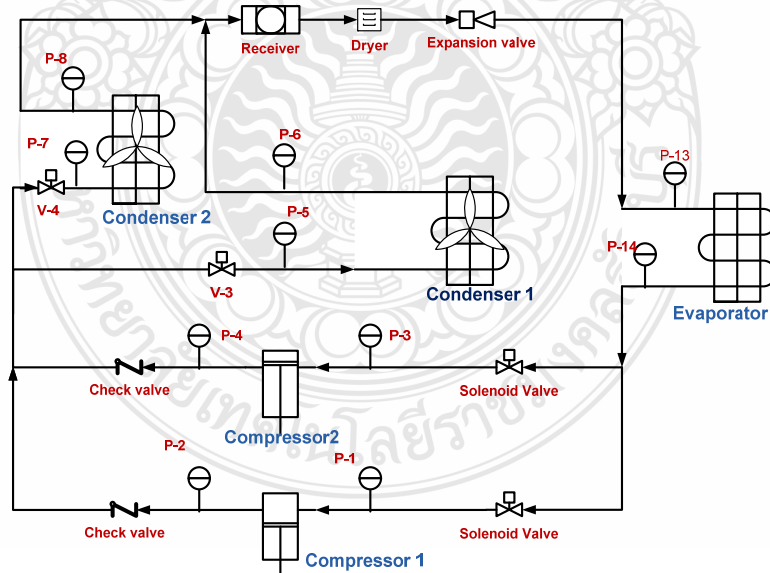 P-8
Receiver
Dryer
Expansion valve
P-7
P-6
P-13
V-4
Condenser 2
P-5
P-14
V-3
Condenser 1
Evaporator
P-4
P-3
Check valve
Solenoid Valve
Compressor2
P-2
P-1
Check valve
Solenoid Valve
Compressor 1